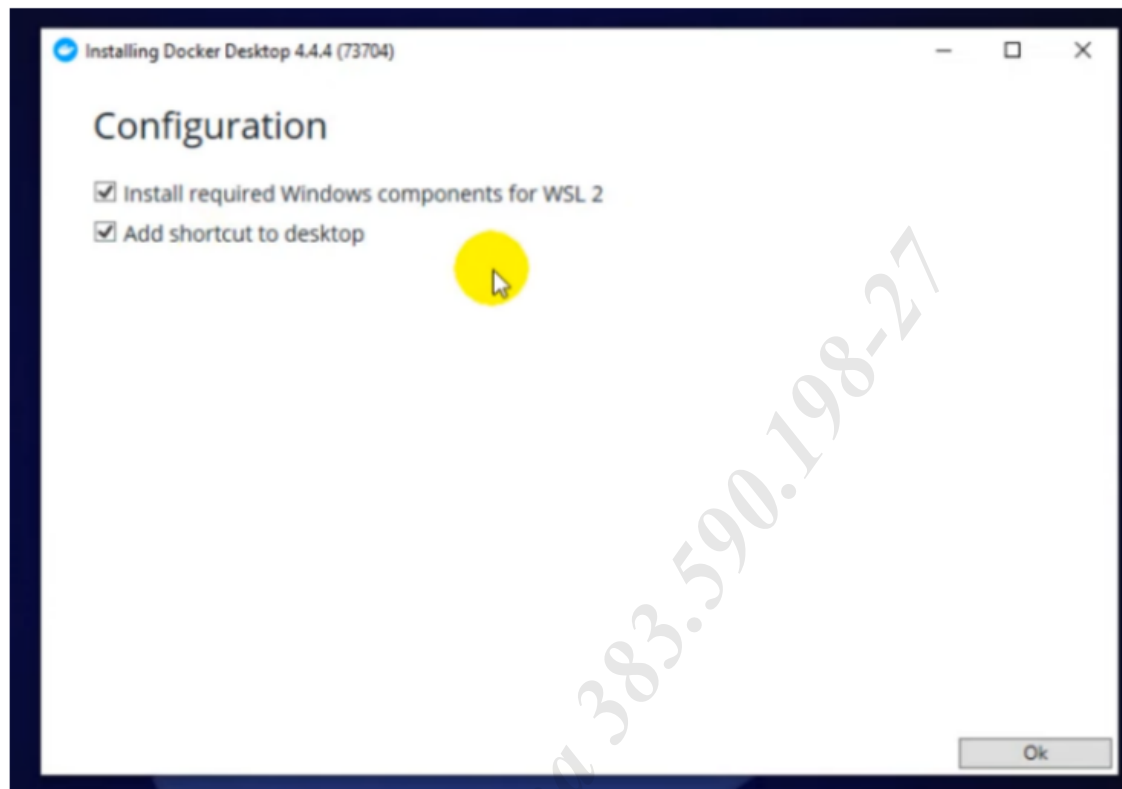 Installing Docker Desktop 4.4.4 (73704)
Configuration
Install required Windows components for WSL 2
Add shortcut to desktop
a 383.590.198-27
Ok